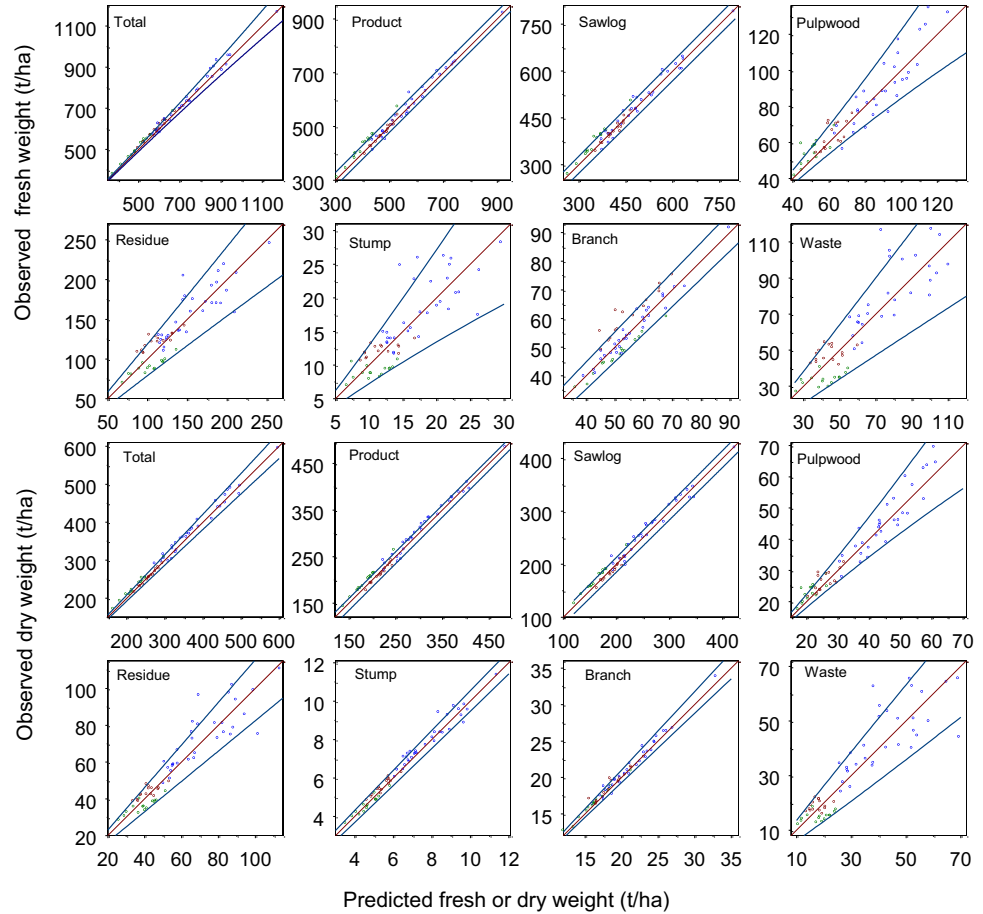 Observed fresh weight (t/ha)
Total
1100
900
700
500
500 700 900 1100
Product
900
700
500
300
300 500 700 900
Sawlog
750
600
450
300
300 450 600 750
Pulpwood
120
100
80
60
40
40 60 80 100 120
Residue
250
200
150
100
50
50 100 150 200 250
Stump
30
25
20
15
10
5
5 10 15 20 25 30
Branch
90
80
70
60
50
40
40 50 60 70 80 90
Waste
110
90
70
50
30
30 50 70 90 110
Observed dry weight (t/ha)
Total
600
500
400
300
200
200 300 400 500 600
Product
450
350
250
150
150 250 350 450
Sawlog
400
300
200
100
100 200 300 400
Pulpwood
70
60
50
40
30
20
20 30 40 50 60 70
Residue
100
80
60
40
20
20 40 60 80 100
Stump
12
10
8
6
4
4 6 8 10 12
Branch
35
30
25
20
15
15 20 25 30 35
Waste
70
50
30
10
10 30 50 70
Predicted fresh or dry weight (t/ha)